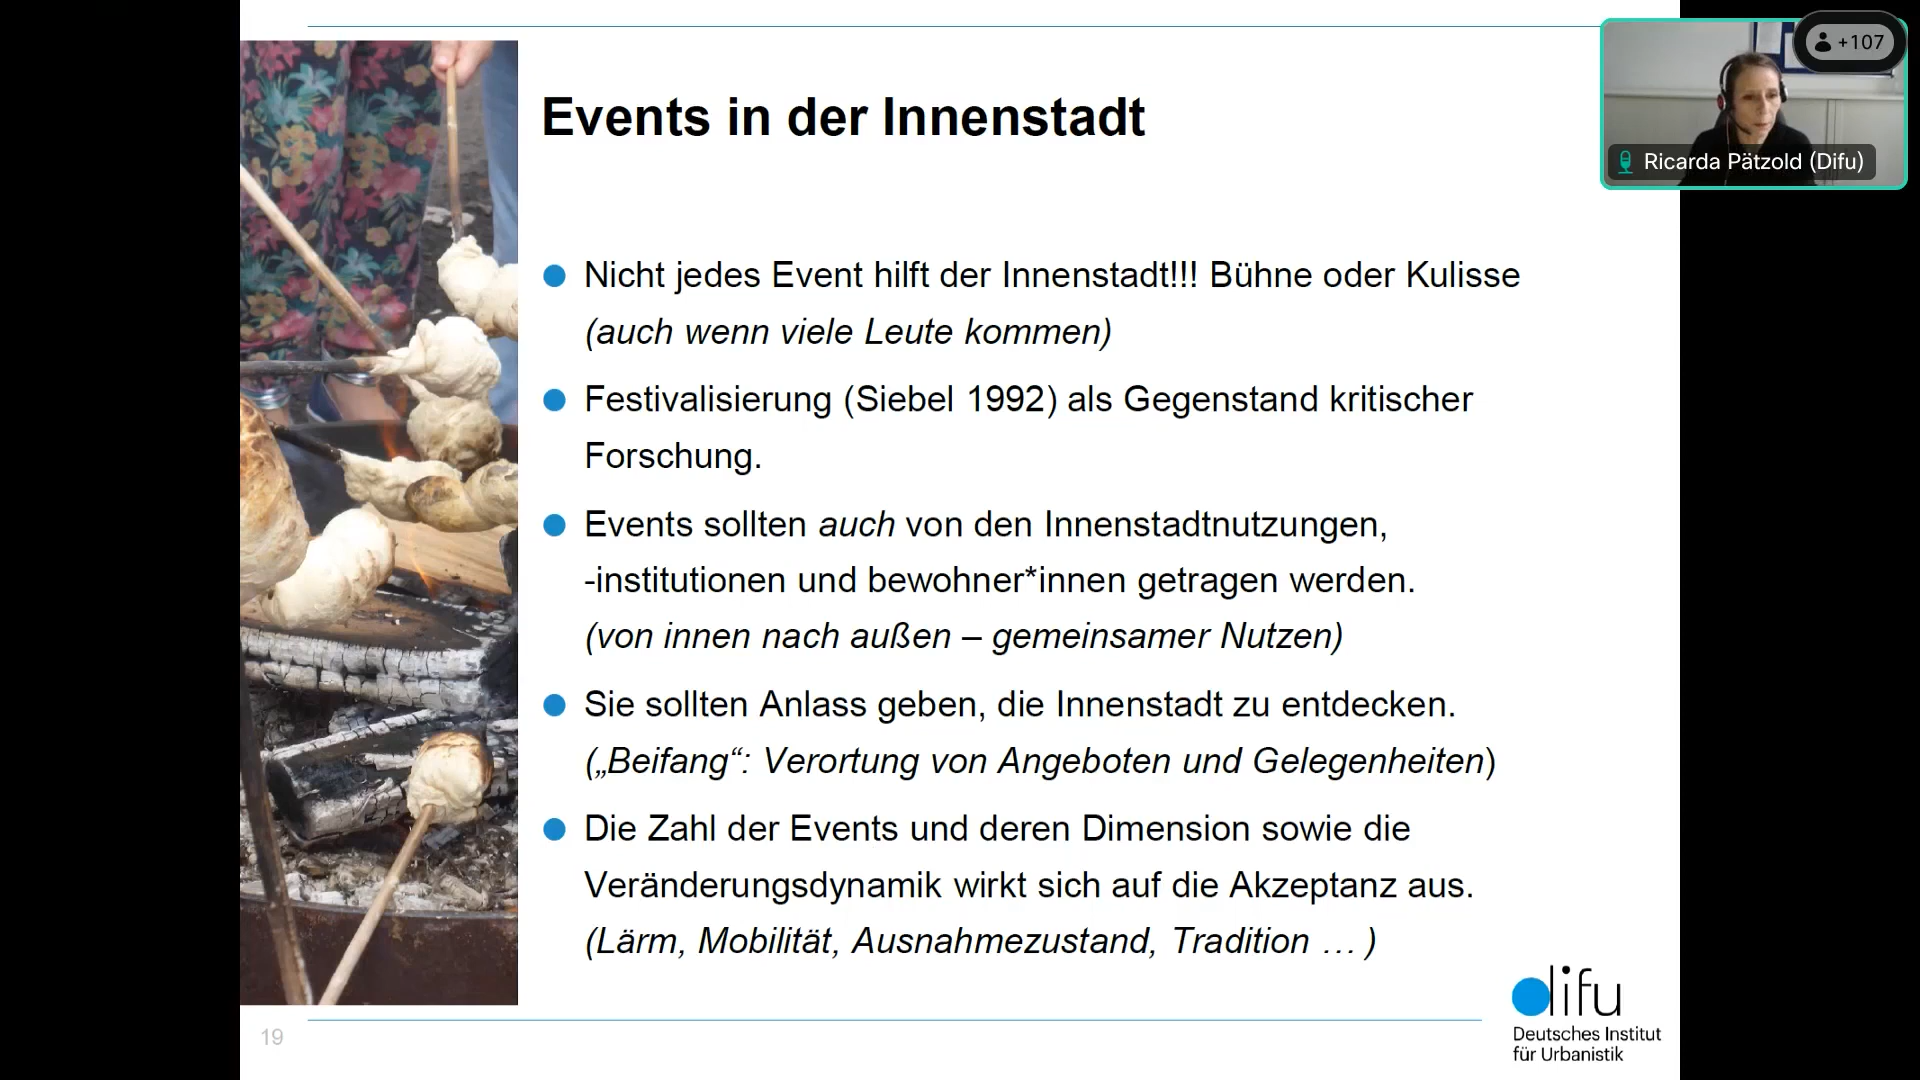 Events in der Innenstadt
Nicht jedes Event hilft der Innenstadt!!! Bühne oder Kulisse
(auch wenn viele Leute kommen)
Festivalisierung (Siebel 1992) als Gegenstand kritischer
Forschung.
Events sollten auch von den Innenstadtnutzungen,
-institutionen und bewohner*innen getragen werden.
(von innen nach außen – gemeinsamer Nutzen)
Sie sollten Anlass geben, die Innenstadt zu entdecken.
(„Beifang“: Verortung von Angeboten und Gelegenheiten)
Die Zahl der Events und deren Dimension sowie die
Veränderungsdynamik wirkt sich auf die Akzeptanz aus.
(Lärm, Mobilität, Ausnahmezustand, Tradition … )
19
difu
Deutsches Institut
für Urbanistik
+107
Ricarda Pätzold (Difu)